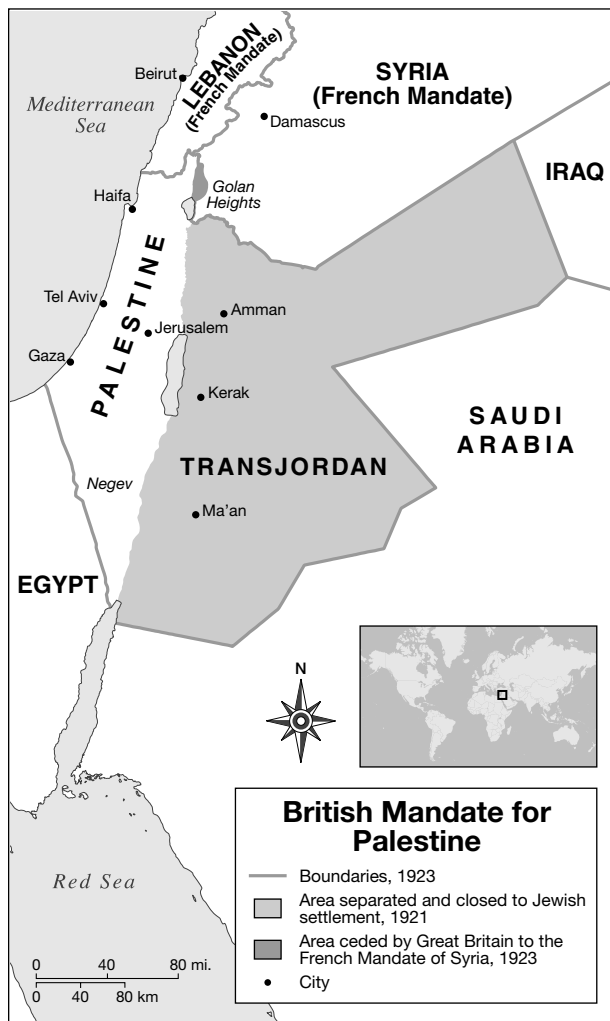 LEBANON
(French Mandate)
SYRIA
(French Mandate)
Beirut
Mediterranean
Sea
Damascus
IRAQ
Golan
Heights
Haifa
PALESTINE
Tel Aviv
Amman
Jerusalem
Gaza
Kerak
SAUDI
ARABIA
TRANSJORDAN
Negev
Ma'an
EGYPT
N
Red Sea
British Mandate for
Palestine
Boundaries, 1923
Area separated and closed to Jewish
settlement, 1921
Area ceded by Great Britain to the
French Mandate of Syria, 1923
City
0 40 80 mi.
0 40 80 km